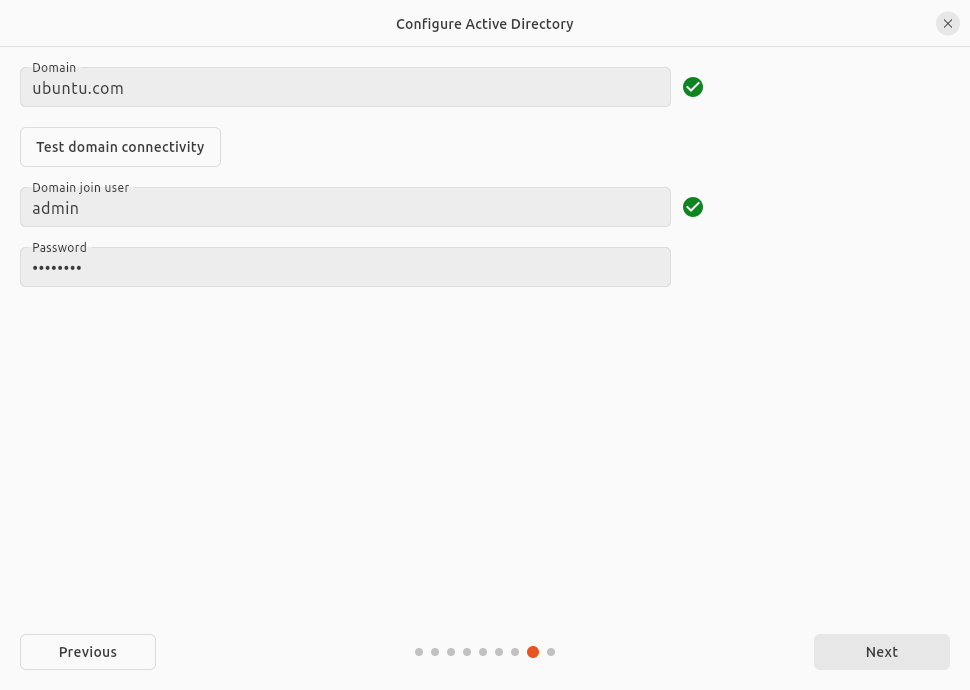 Configure Active Directory
Domain
ubuntu.com
Test domain connectivity
Domain join user
admin
Password
••••••••
Previous
Next